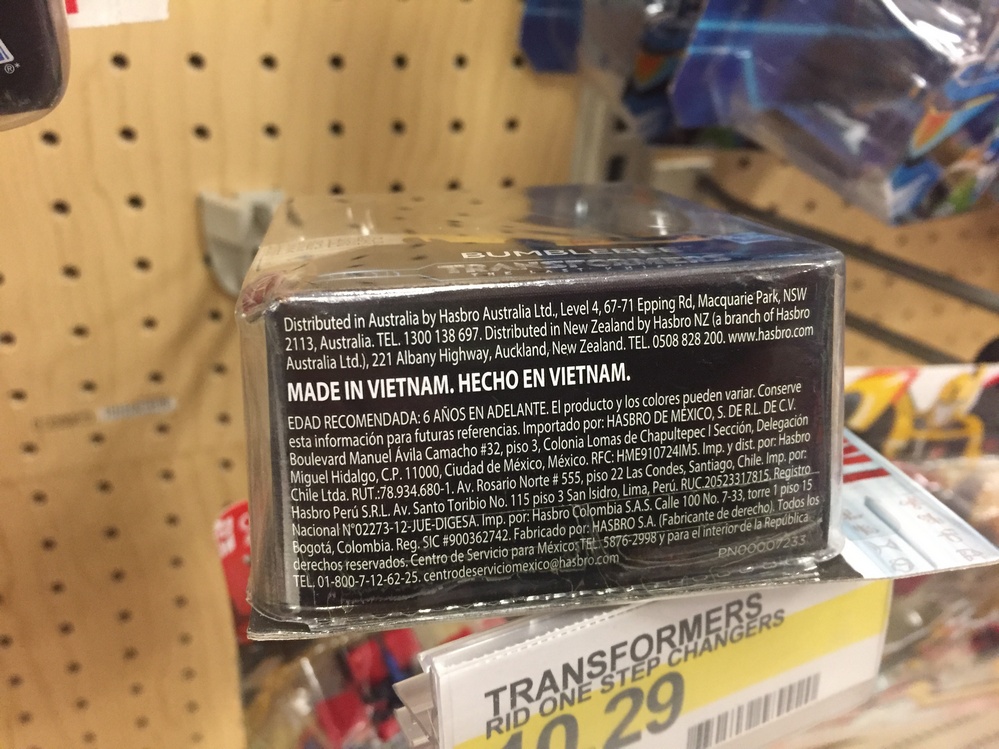 ®
BUMBLEBEE
TRANSFORMERS
Distributed in Australia by Hasbro Australia Ltd., Level 4, 67-71 Epping Rd, Macquarie Park, NSW
2113, Australia. TEL. 1300 138 697. Distributed in New Zealand by Hasbro NZ (a branch of Hasbro
Australia Ltd.), 221 Albany Highway, Auckland, New Zealand. TEL. 0508 828 200. www.hasbro.com
MADE IN VIETNAM. HECHO EN VIETNAM.
EDAD RECOMENDADA: 6 AÑOS EN ADELANTE. El producto y los colores pueden variar. Conserve
esta información para futuras referencias. Importado por: HASBRO DE MÉXICO, S. DE R.L. DE C.V.
Boulevard Manuel Ávila Camacho #32, piso 3, Colonia Lomas de Chapultepec I Sección, Delegación
Miguel Hidalgo, C.P. 11000, Ciudad de México, México. RFC: HME910724IM5. Imp. y dist. por: Hasbro
Chile Ltda. RUT.:78.934.680-1. Av. Rosario Norte # 555, piso 22 Las Condes, Santiago, Chile. Imp. por:
Hasbro Perú S.R.L. Av. Santo Toribio No. 115 piso 3 San Isidro, Lima, Perú. RUC.20523317815. Registro
Nacional N°02273-12-JUE-DIGESA. Imp. por: Hasbro Colombia S.A.S. Calle 100 No. 7-33, torre 1 piso 15
Bogotá, Colombia. Reg. SIC #900362742. Fabricado por: HASBRO S.A. (Fabricante de derecho). Todos los
derechos reservados. Centro de Servicio para México: TEL. 5876-2998 y para el interior de la República
TEL. 01-800-7-12-62-25. centrodeserviciomexico@hasbro.com
PN00007233
TRANSFORMERS
RID ONE STEP CHANGERS
10.29